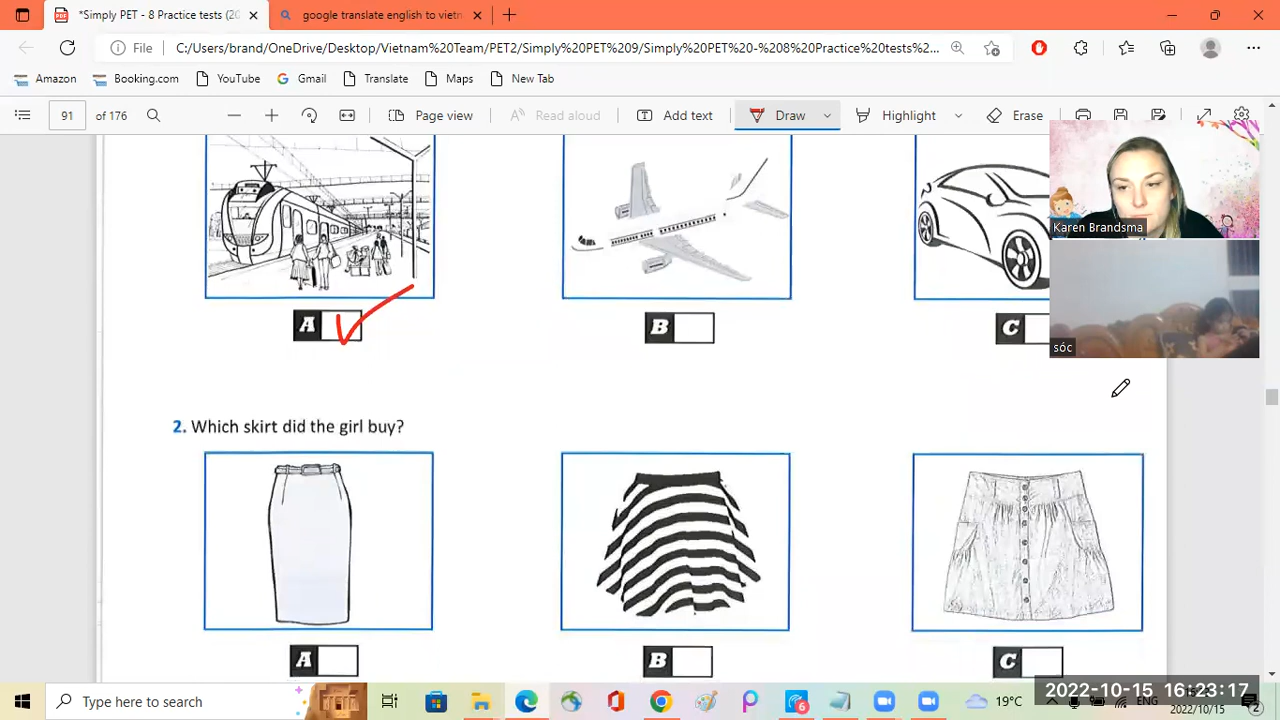 *Simply PET - 8 Practice tests (20
google translate english to vietn
File
C:/Users/brand/OneDrive/Desktop/Vietnam%20Team/PET2/Simply%20PET%209/Simply%20PET%20-%208%20Practice%20tests%2...
Amazon
Booking.com
YouTube
Gmail
Translate
Maps
New Tab
91 of 176
Page view
Read aloud
Add text
Draw
Highlight
Erase
Karen Brandsma
sóc
A
B
C
2. Which skirt did the girl buy?
A
B
C
Type here to search
6
19°C
2022-10-15 16:23:17
2022/10/15
2